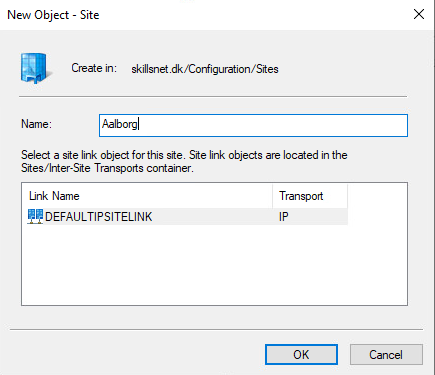 New Object - Site
Create in: skillsnet.dk/Configuration/Sites
Name: Aalborg
Select a site link object for this site. Site link objects are located in the
Sites/Inter-Site Transports container.
Link Name Transport
DEFAULTIPSITELINK IP
OK Cancel